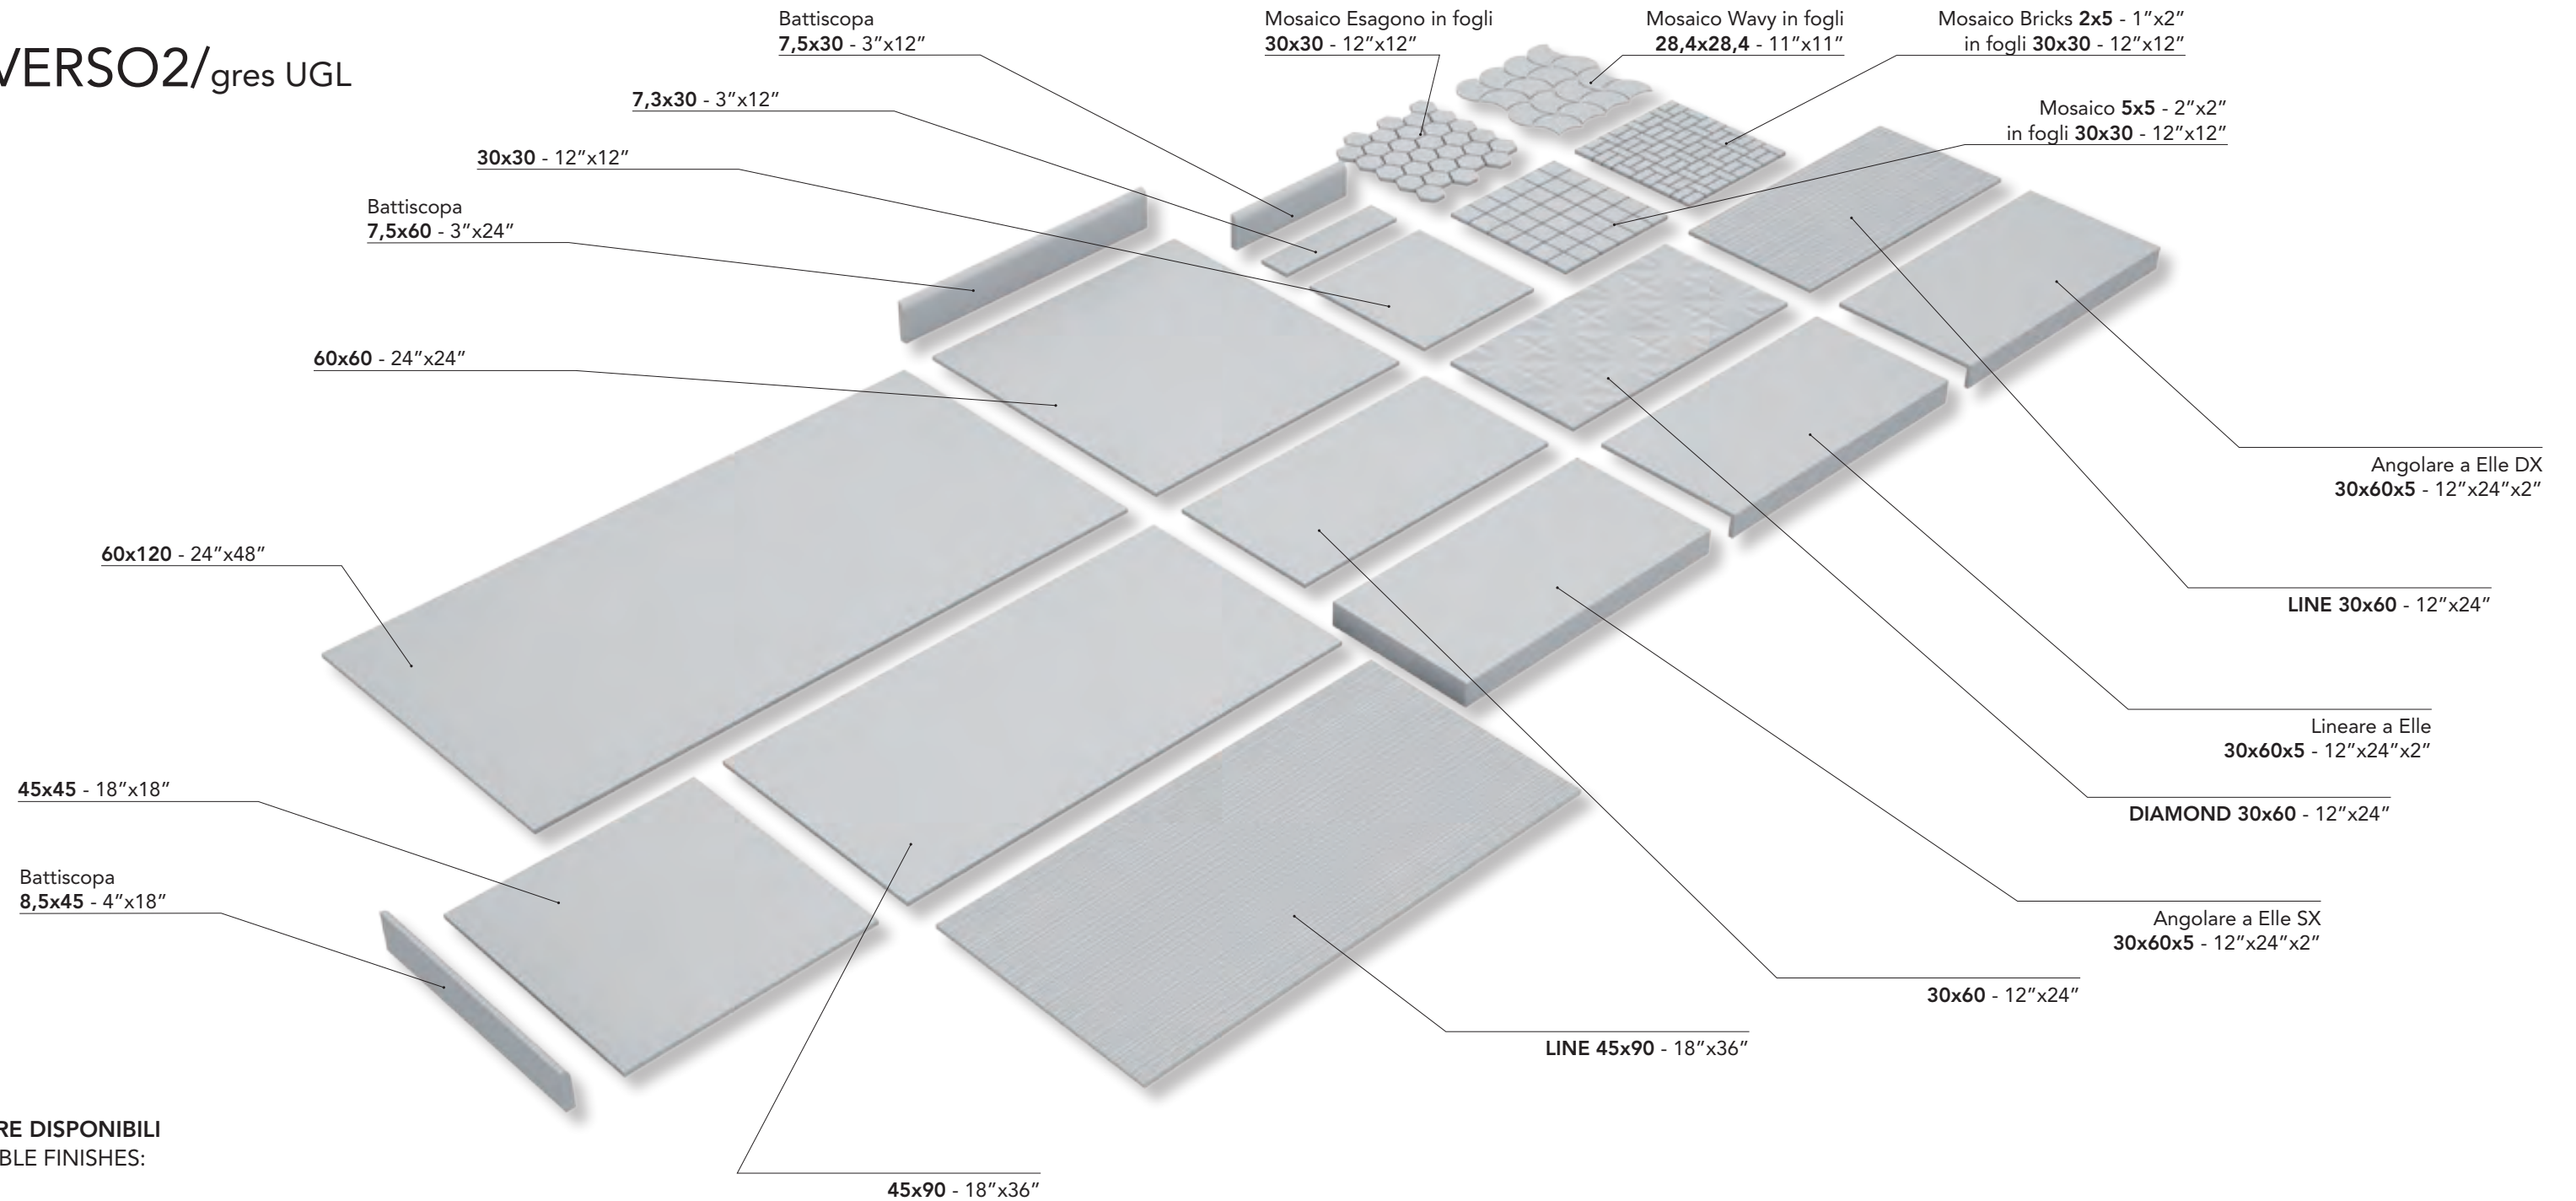 VERSO2/gres UGL
Battiscopa
7,5x30 - 3”x12”
7,3x30 - 3”x12”
30x30 - 12”x12”
Battiscopa
7,5x60 - 3”x24”
60x60 - 24”x24”
60x120 - 24”x48”
45x45 - 18”x18”
Battiscopa
8,5x45 - 4”x18”
Mosaico Esagono in fogli
30x30 - 12”x12”
Mosaico Wavy in fogli
28,4x28,4 - 11”x11”
Mosaico Bricks 2x5 - 1”x2”
in fogli 30x30 - 12”x12”
Mosaico 5x5 - 2”x2”
in fogli 30x30 - 12”x12”
Angolare a Elle DX
30x60x5 - 12”x24”x2”
LINE 30x60 - 12”x24”
Lineare a Elle
30x60x5 - 12”x24”x2”
DIAMOND 30x60 - 12”x24”
Angolare a Elle SX
30x60x5 - 12”x24”x2”
30x60 - 12”x24”
LINE 45x90 - 18”x36”
45x90 - 18”x36”
RE DISPONIBILI
BLE FINISHES: